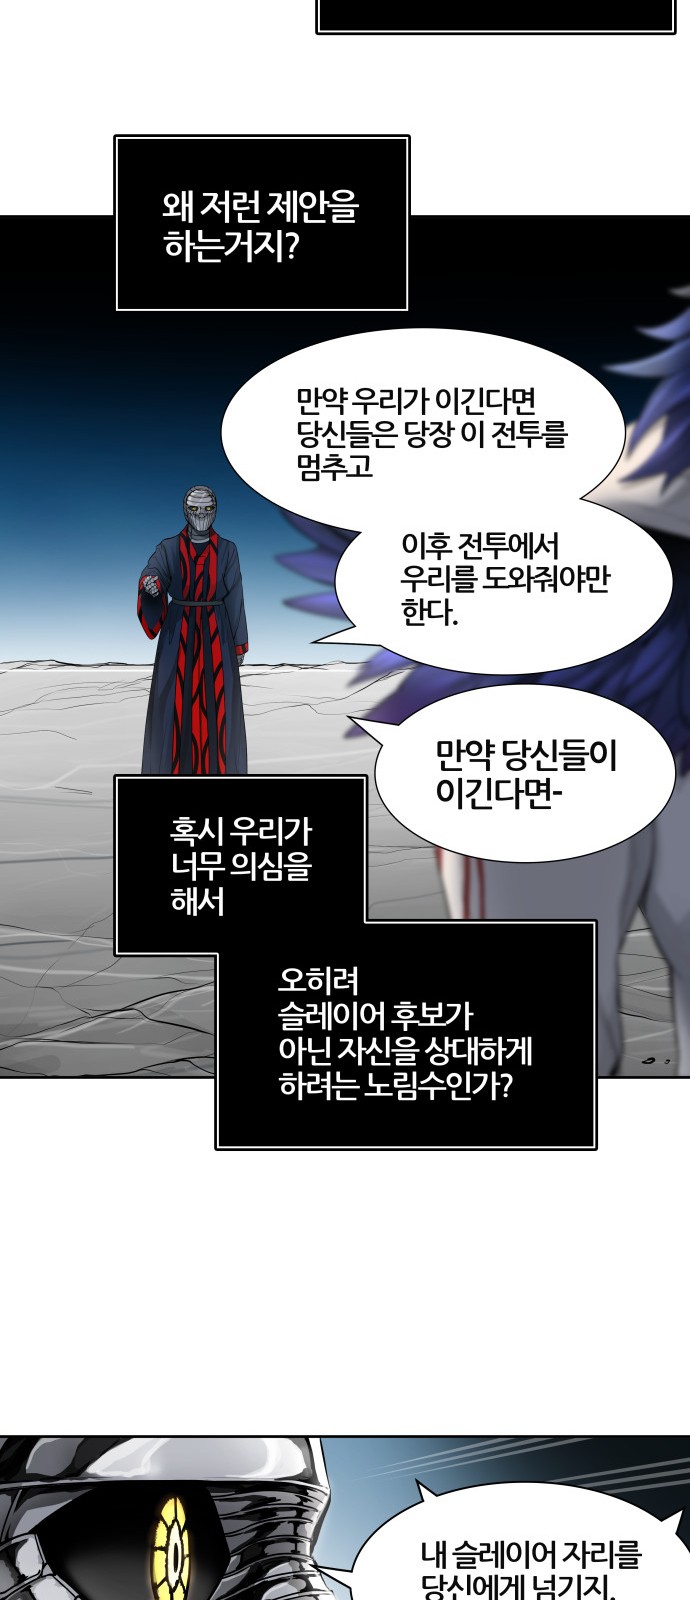 왜 저런 제안을
하는거지?
만약 우리가 이긴다면
당신들은 당장 이 전투를
멈추고
이후 전투에서
우리를 도와줘야만
한다.
만약 당신들이
이긴다면-
혹시 우리가
너무 의심을
해서
오히려
슬레이어 후보가
아닌 자신을 상대하게
하려는 노림수인가?
내 슬레이어 자리를
당신에게 넘기지.